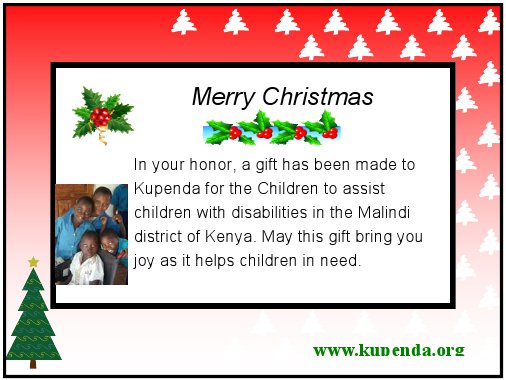 Merry Christmas
In your honor, a gift has been made to
Kupenda for the Children to assist
children with disabilities in the Malindi
district of Kenya. May this gift bring you
joy as it helps children in need.
www.kupenda.org